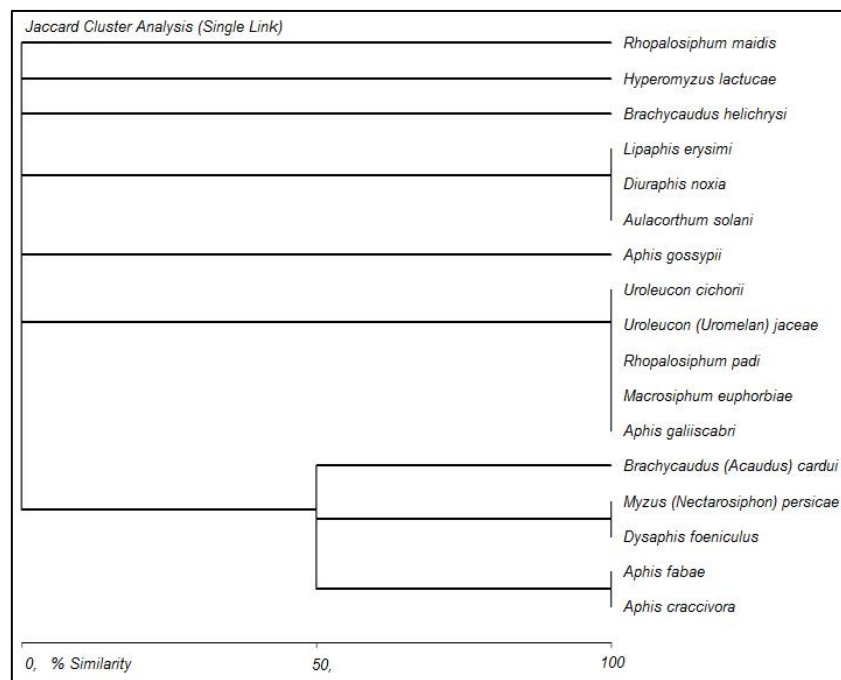 Jaccard Cluster Analysis (Single Link)
Rhopalosiphum maidis
Hyperomyzus lactucae
Brachycaudus helichrysi
Lipaphis erysimi
Diuraphis noxia
Aulacorthum solani
Aphis gossypii
Uroleucon cichorii
Uroleucon (Uromelan) jaceae
Rhopalosiphum padi
Macrosiphum euphorbiae
Aphis galiiscabri
Brachycaudus (Acaudus) cardui
Myzus (Nectarosiphon) persicae
Dysaphis foeniculus
Aphis fabae
Aphis craccivora
0, % Similarity 50, 100